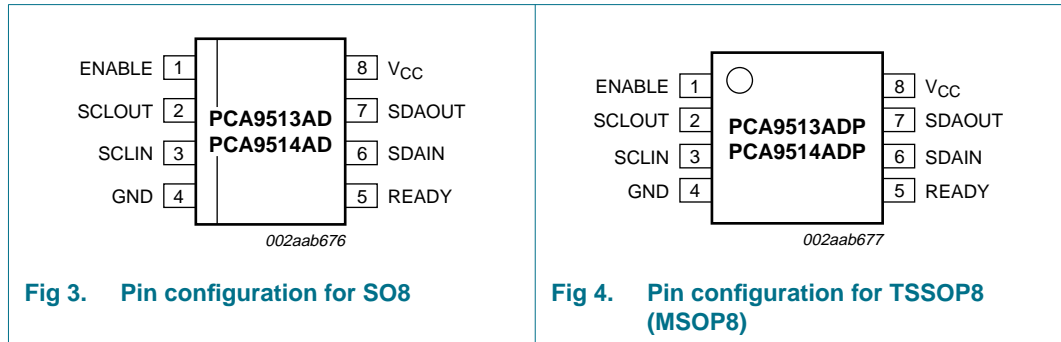 ENABLE 1 8 VCC
SCLOUT 2 PCA9513AD 7 SDAOUT
SCLIN 3 PCA9514AD 6 SDAIN
GND 4 5 READY
002aab676
Fig 3. Pin configuration for SO8
ENABLE 1 8 VCC
SCLOUT 2 PCA9513ADP 7 SDAOUT
SCLIN 3 PCA9514ADP 6 SDAIN
GND 4 5 READY
002aab677
Fig 4. Pin configuration for TSSOP8
(MSOP8)